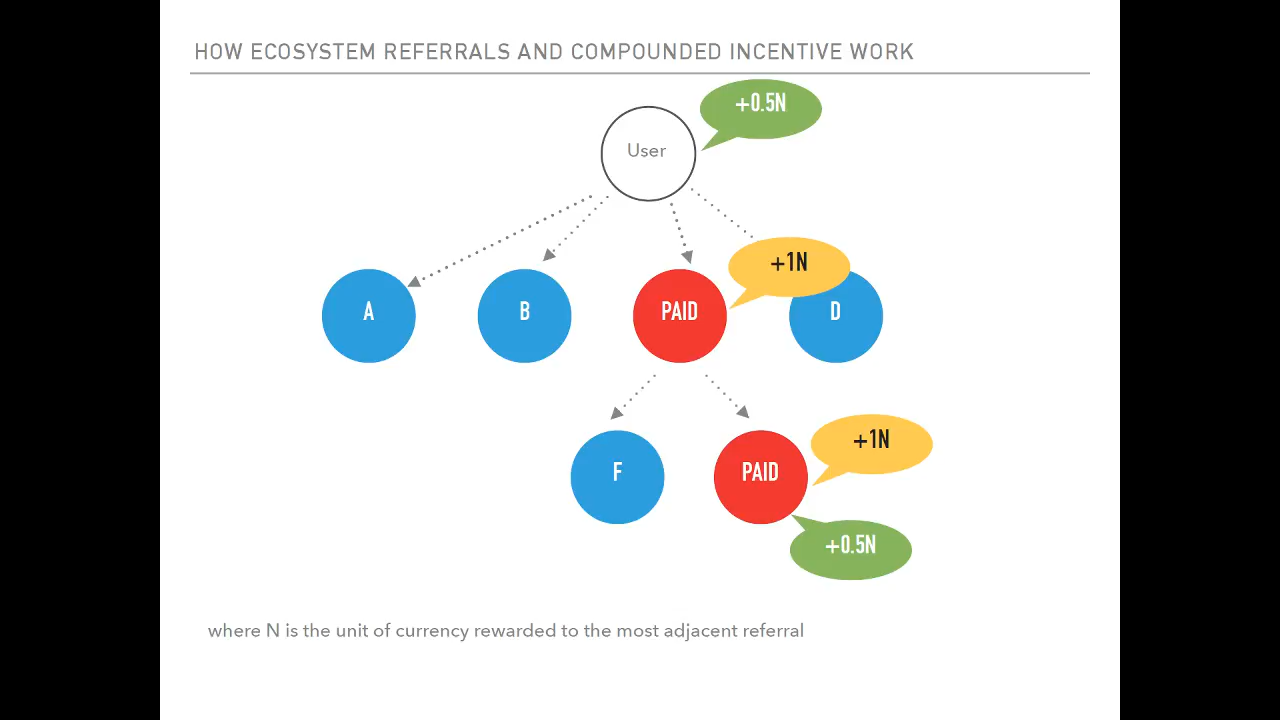 HOW ECOSYSTEM REFERRALS AND COMPOUNDED INCENTIVE WORK
+0.5N
User
+1N
A
B
PAID
D
+1N
F
PAID
+0.5N
where N is the unit of currency rewarded to the most adjacent referral